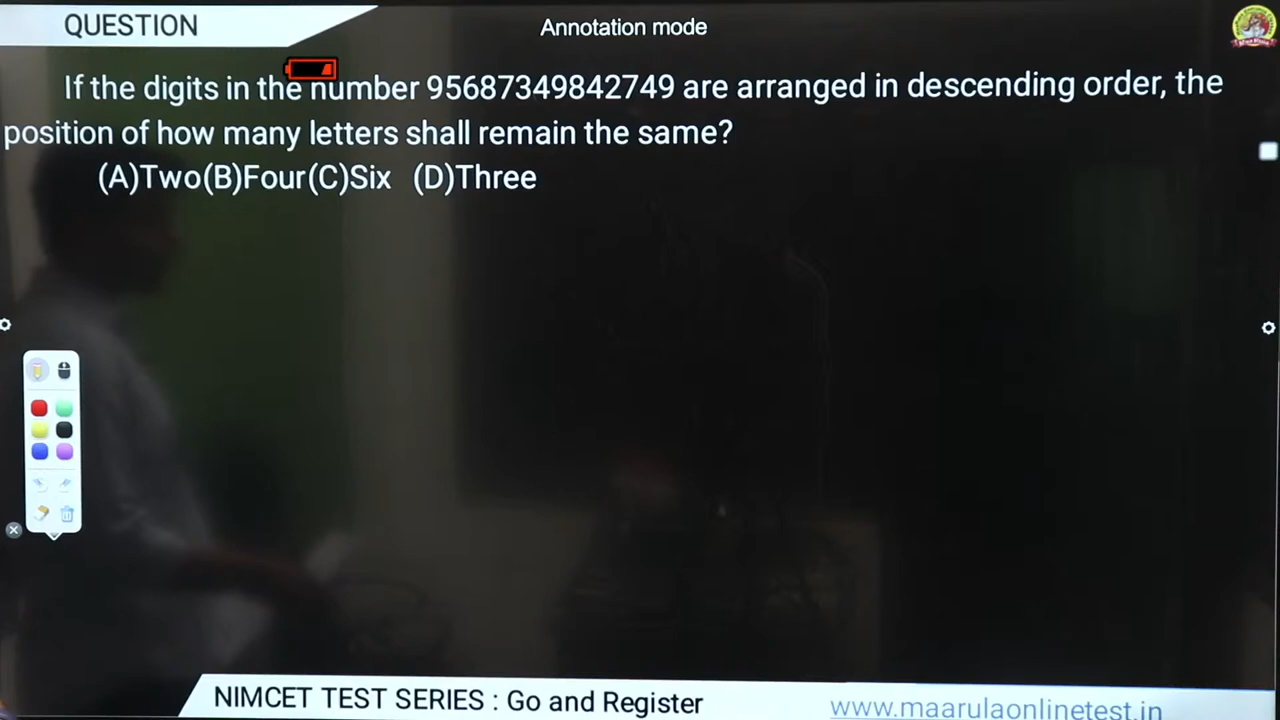 QUESTION
Annotation mode
If the digits in the number 95687349842749 are arranged in descending order, the
position of how many letters shall remain the same?
(A)Two(B)Four(C)Six (D)Three
NIMCET TEST SERIES : Go and Register
www.maarulaonlinetest.in